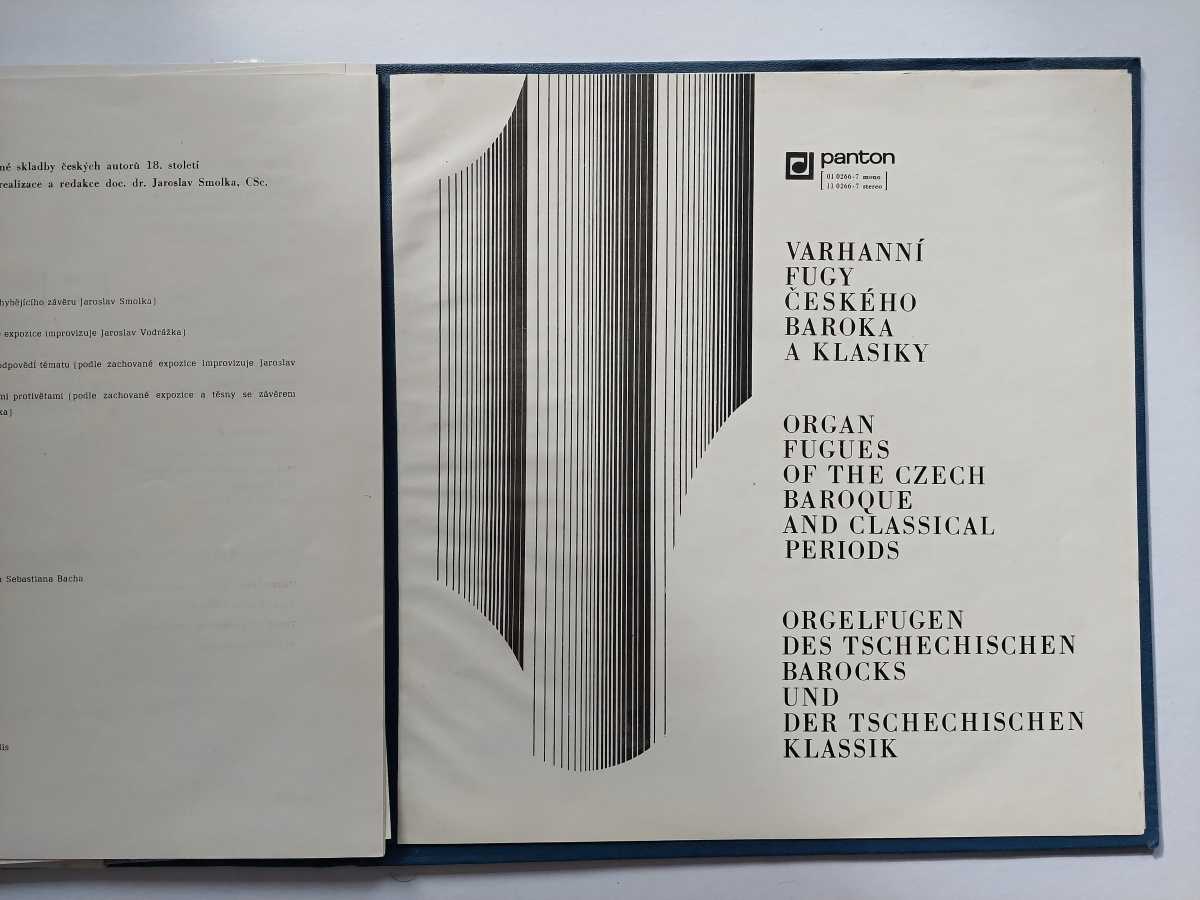 né skladby českých autorů 18. století
realizace a redakce doc. dr. Jaroslav Smolka, CSc.
hybějícího závěru Jaroslav Smolka)
expozice improvizuje Jaroslav Vodrážka)
odpovědí tématu (podle zachované expozice improvizuje Jaroslav
mi protivětami (podle zachované expozice a těsny se závěrem
ka)
Sebastiana Bacha
lis
panton
01 0266-7 mono
11 0266-7 stereo
VARHANNÍ
FUGY
ČESKÉHO
BAROKA
A KLASIKY
ORGAN
FUGUES
OF THE CZECH
BAROQUE
AND CLASSICAL
PERIODS
ORGELFUGEN
DES TSCHECHISCHEN
BAROCKS
UND
DER TSCHECHISCHEN
KLASSIK